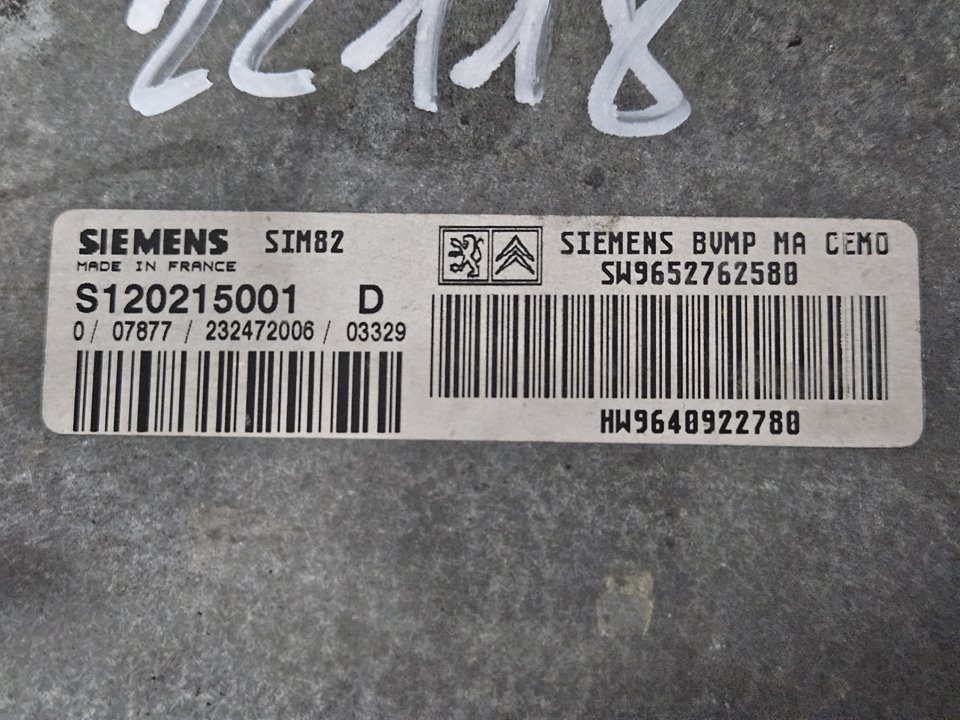 22118
SIEMENS SIM82
MADE IN FRANCE
S120215001 D
0/ 07877 / 232472006 / 03329
SIEMENS BVMP MA CEMO
SW9652762580
HW9640922780